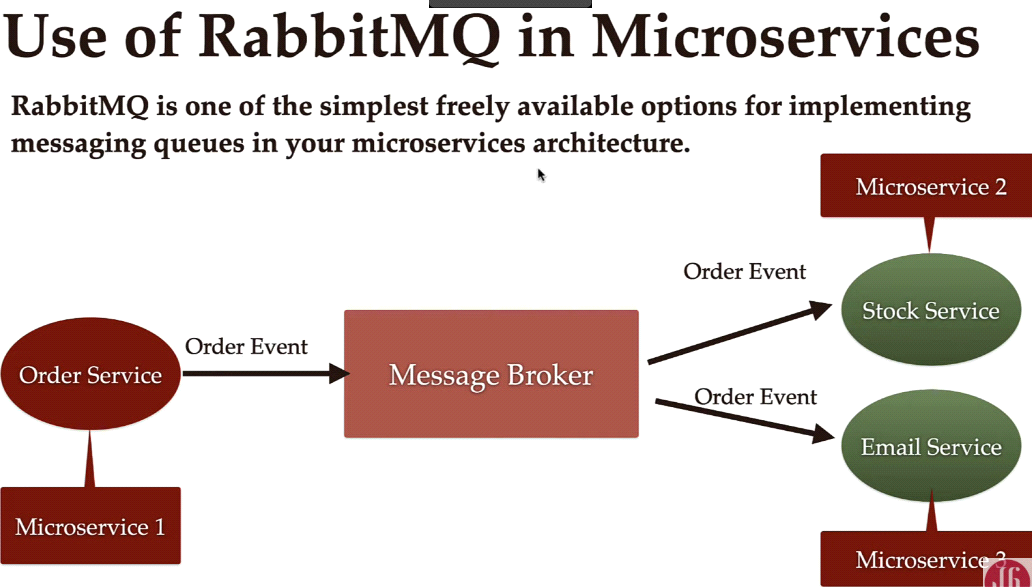 Use of RabbitMQ in Microservices
RabbitMQ is one of the simplest freely available options for implementing
messaging queues in your microservices architecture.
Microservice 2
Order Event
Stock Service
Order Event
Order Service
Message Broker
Order Event
Email Service
Microservice 1
Microservice 3